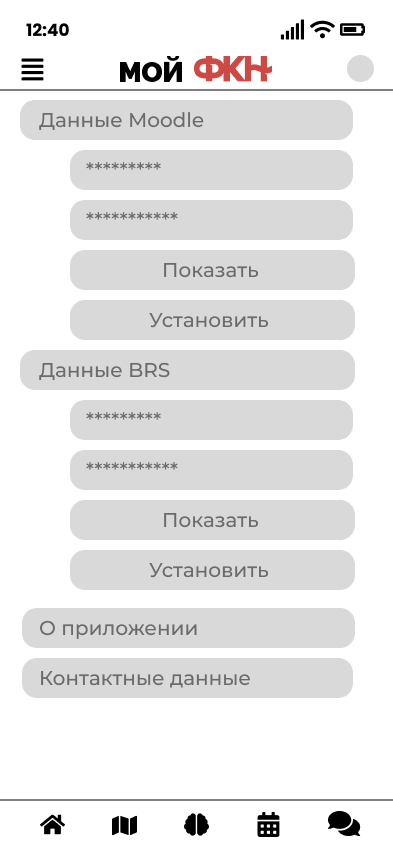 12:40
МОЙ ФКН
Данные Moodle
*********
***********
Показать
Установить
Данные BRS
*********
***********
Показать
Установить
О приложении
Контактные данные